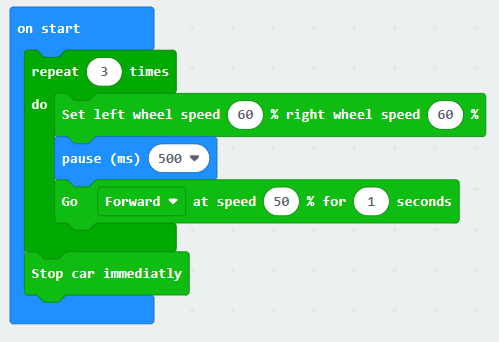 on start
repeat 3 times
do
Set left wheel speed 60 % right wheel speed 60 %
pause (ms) 500
Go Forward at speed 50 % for 1 seconds
Stop car immediatly